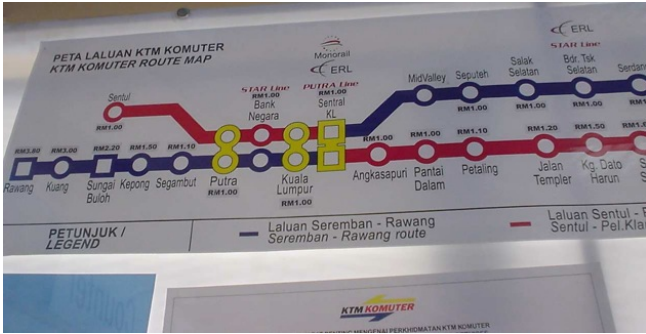 PETA LALUAN KTM KOMUTER
KTM KOMUTER ROUTE MAP
Monorail
ERL
STAR Line
PUTRA Line
ERL
STAR Line
Sentul
RM1.00
RM1.00
Bank
Negara
RM1.00
Sentral
KL
MidValley
Seputeh
RM1.00
Salak
Selatan
RM1.00
Bdr. Tsk
Selatan
RM1.00
RM3.60
Rawang
RM3.00
Kuang
RM2.20
Sungai
Buloh
RM1.50
Kepong
RM1.10
Segambut
Putra
RM1.00
Kuala
Lumpur
RM1.00
RM1.00
Angkasapuri
RM1.00
Pantai
Dalam
RM1.10
Petaling
RM1.20
Jalan
Templer
RM1.50
Kg. Dato
Harun
PETUNJUK /
LEGEND
Laluan Seremban - Rawang
Seremban - Rawang route
Laluan Sentul -
Sentul -
KTM KOMUTER
MENGENAI PERKHIDMATAN KTM KOMUTER